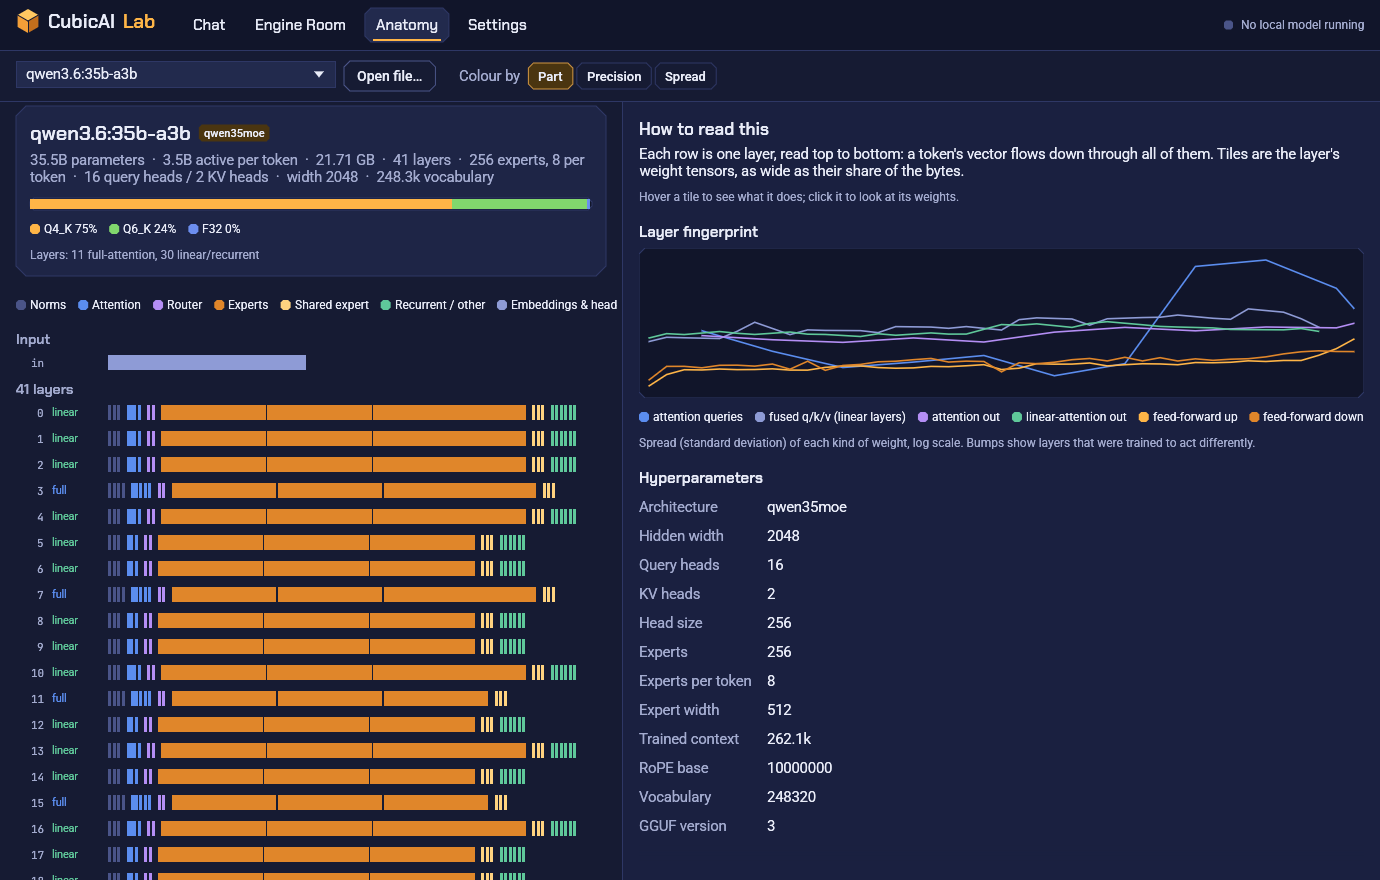 CubicAI Lab
Chat
Engine Room
Anatomy
Settings
No local model running
qwen3.6:35b-a3b
Open file...
Colour by
Part
Precision
Spread
qwen3.6:35b-a3b qwen35moe
35.5B parameters · 3.5B active per token · 21.71 GB · 41 layers · 256 experts, 8 per
token · 16 query heads / 2 KV heads · width 2048 · 248.3k vocabulary
Q4_K 75% Q6_K 24% F32 0%
Layers: 11 full-attention, 30 linear/recurrent
Norms Attention Router Experts Shared expert Recurrent / other Embeddings & head
Input
in
41 layers
0 linear
1 linear
2 linear
3 full
4 linear
5 linear
6 linear
7 full
8 linear
9 linear
10 linear
11 full
12 linear
13 linear
14 linear
15 full
16 linear
17 linear
18 linear
How to read this
Each row is one layer, read top to bottom: a token's vector flows down through all of them. Tiles are the layer's
weight tensors, as wide as their share of the bytes.
Hover a tile to see what it does; click it to look at its weights.
Layer fingerprint
attention queries fused q/k/v (linear layers) attention out linear-attention out feed-forward up feed-forward down
Spread (standard deviation) of each kind of weight, log scale. Bumps show layers that were trained to act differently.
Hyperparameters
Architecture qwen35moe
Hidden width 2048
Query heads 16
KV heads 2
Head size 256
Experts 256
Experts per token 8
Expert width 512
Trained context 262.1k
RoPE base 10000000
Vocabulary 248320
GGUF version 3